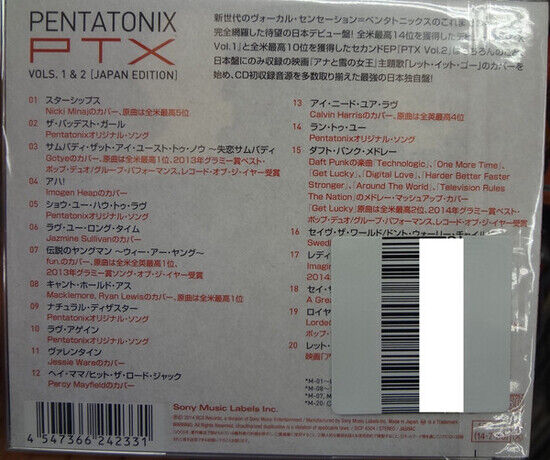 PENTATONIX
PTX
VOLS. 1 & 2 [JAPAN EDITION]
新世代のヴォーカル・センセーション=ペンタトニックスのこれま
完全網羅した待望の日本デビュー盤! 全米最高14位を獲得した
Vol.1』と全米最高10位を獲得したセカンドEP『PTX Vol.2』
日本盤にのみ収録の映画『アナと雪の女王』主題歌「レット・イット・ゴー」のカバーを
始め、CD初収録音源を多数取り揃えた最強の日本独自盤!
01 スターシップス
Nicki Minajのカバー、原曲は全米最高5位
02 ザ・バッデスト・ガール
Pentatonixオリジナル・ソング
03 サムバディ・ザット・アイ・ユースト・トゥ・ノウ 〜失恋サムバディ
Gotyeのカバー、原曲は全米最高1位、2013年グラミー賞ベスト・
ポップ・デュオ/グループ・パフォーマンス、レコード・オブ・ジ・イヤー受賞
04 アハ!
Imogen Heapのカバー
05 ショウ・ユー・ハウ・トゥ・ラヴ
Pentatonixオリジナル・ソング
06 ラヴ・ユー・ロング・タイム
Jazmine Sullivanのカバー
07 伝説のヤングマン 〜ウィー・アー・ヤング〜
fun.のカバー、原曲は全米最高1位、
2013年グラミー賞ソング・オブ・ジ・イヤー受賞
08 キャント・ホールド・アス
Macklemore, Ryan Lewisのカバー、原曲は全米最高1位
09 ナチュラル・ディザスター
Pentatonixオリジナル・ソング
10 ラヴ・アゲイン
Pentatonixオリジナル・ソング
11 ヴァレンタイン
Jessie Wareのカバー
12 ヘイ・ママ/ヒット・ザ・ロード・ジャック
Percy Mayfieldのカバー
13 アイ・ニード・ユア・ラヴ
Calvin Harrisのカバー、原曲は全英最高4位
14 ラン・トゥ・ユー
Pentatonixオリジナル・ソング
15 ダフト・パンク・メドレー
Daft Punkの楽曲「Technologic」、「One More Time」、
「Get Lucky」、「Digital Love」、「Harder Better Faster
Stronger」、「Around The World」、「Television Rules
The Nation」のメドレー・マッシュアップ・カバー
「Get Lucky」原曲は全米最高2位、2014年グラミー賞ベスト・
ポップ・デュオ/グループ・パフォーマンス、レコード・オブ・ジ・イヤー受賞
16 セイヴ・ザ・ワールド/ドント・ウォーリー・チャイル
Swedi
17 レディ
Imagin
2014
18 セイ・
A Grea
19 ロイヤ
Lorde
20 レット・
映画「ア
*M-01~
*M-08~
*M-07,
*M-20:
Sony Music Labels Inc.
4 547366 242331